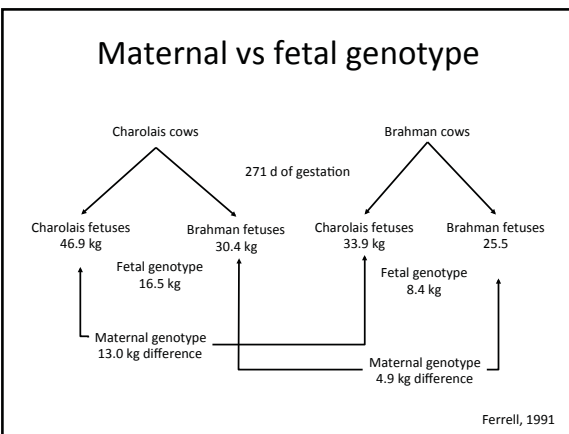 Maternal vs fetal genotype
Charolais cows
Brahman cows
271 d of gestation
Charolais fetuses
46.9 kg
Brahman fetuses
30.4 kg
Charolais fetuses
33.9 kg
Brahman fetuses
25.5
Fetal genotype
16.5 kg
Fetal genotype
8.4 kg
Maternal genotype
13.0 kg difference
Maternal genotype
4.9 kg difference
Ferrell, 1991